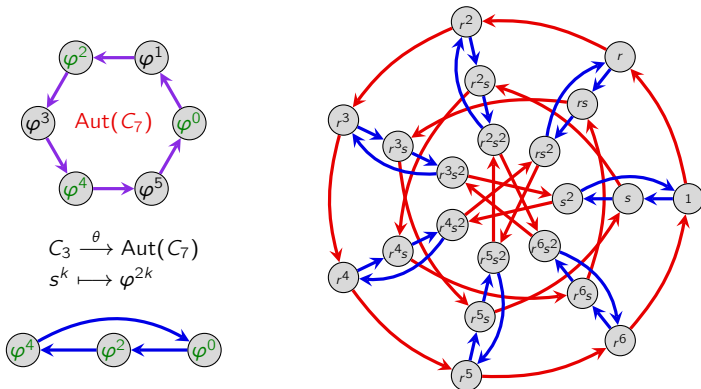 φ² φ¹
φ³ Aut(C₇) φ⁰
φ⁴ φ⁵
C₃ —θ→ Aut(C₇)
sᵏ ⟼ φ²ᵏ
φ⁴ φ² φ⁰
r²
r
r²s
rs
r³
r³s
r²s² rs²
r³s²
s² s 1
r⁴s²
r⁴s
r⁴
r⁵s² r⁶s²
r⁶s
r⁵s
r⁶
r⁵